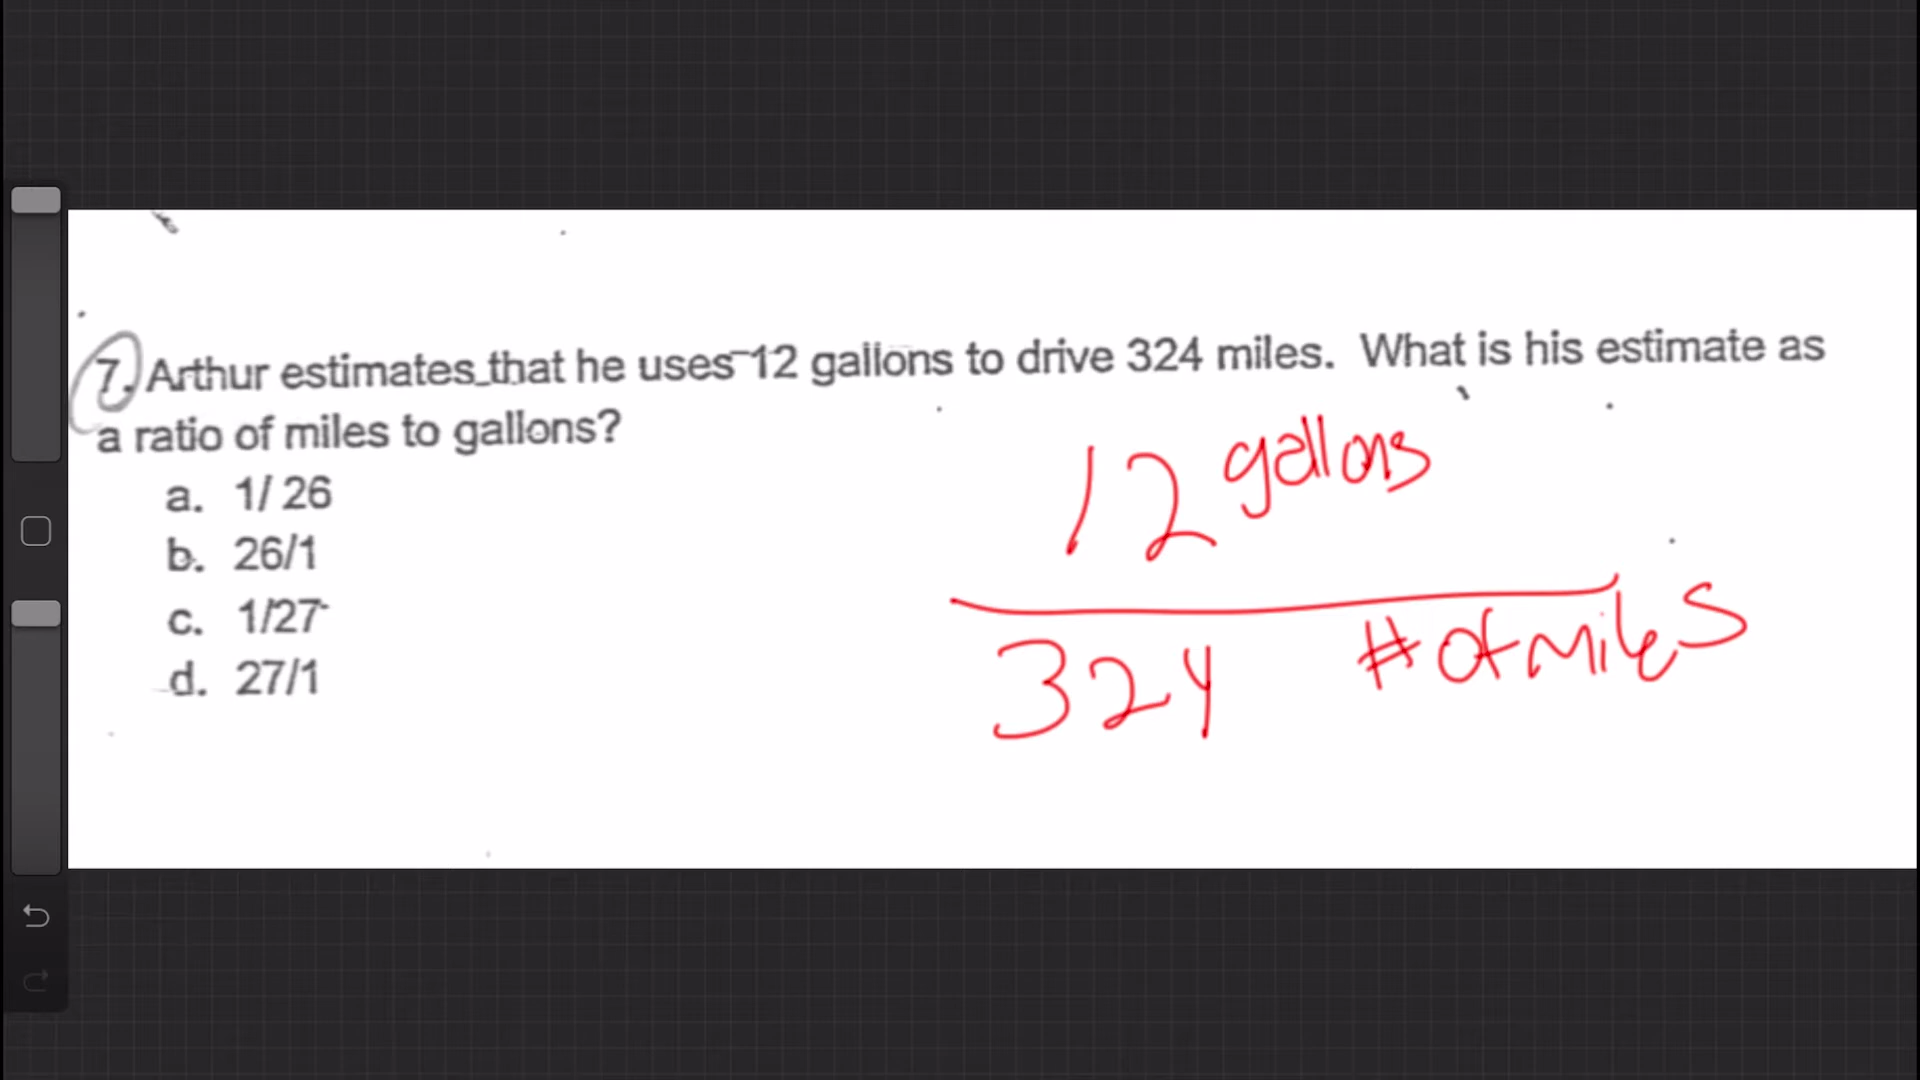 7. Arthur estimates that he uses 12 gallons to drive 324 miles. What is his estimate as
a ratio of miles to gallons?
a. 1/ 26
b. 26/1
c. 1/27
d. 27/1
12 gallons
324 # of miles